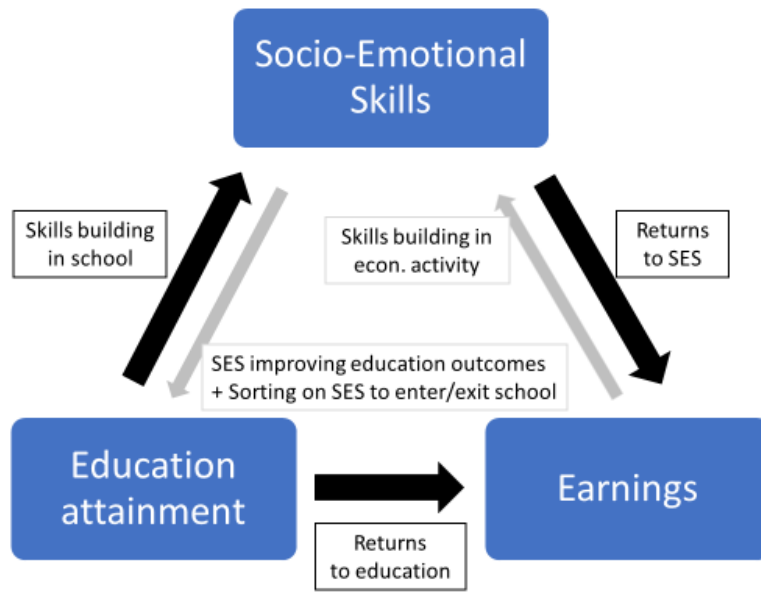 Socio-Emotional
Skills
Skills building
in school
Skills building in
econ. activity
Returns
to SES
SES improving education outcomes
+ Sorting on SES to enter/exit school
Education
attainment
Earnings
Returns
to education